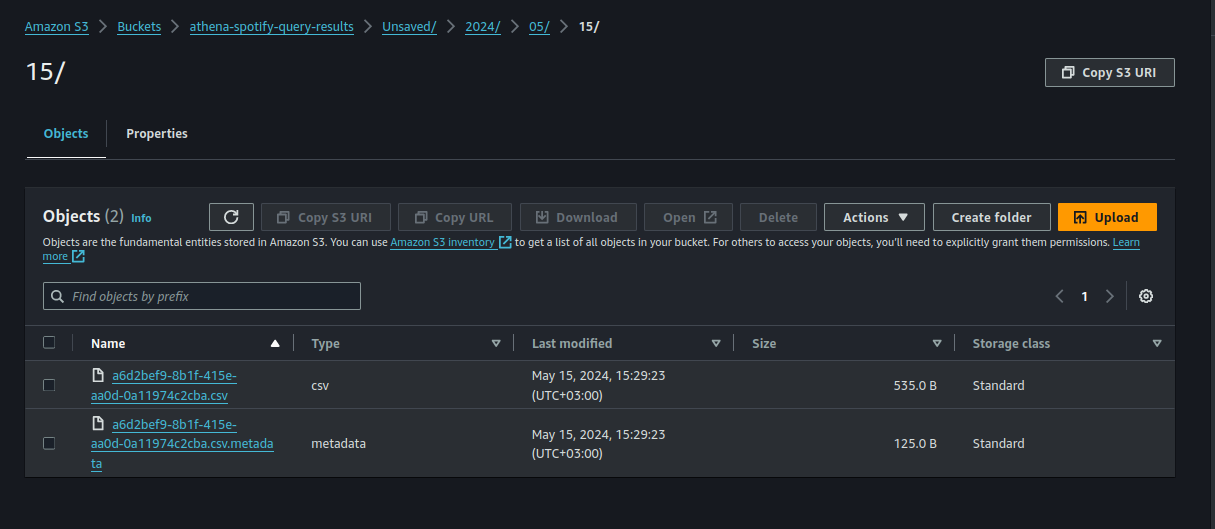 Amazon S3 > Buckets > athena-spotify-query-results > Unsaved/ > 2024/ > 05/ > 15/
15/
Copy S3 URI
Objects
Properties
Objects (2) Info
Copy S3 URI
Copy URL
Download
Open
Delete
Actions
Create folder
Upload
Objects are the fundamental entities stored in Amazon S3. You can use Amazon S3 inventory to get a list of all objects in your bucket. For others to access your objects, you'll need to explicitly grant them permissions. Learn
more
Find objects by prefix
1
Name Type Last modified Size Storage class
a6d2bef9-8b1f-415e-
aa0d-0a11974c2cba.csv
csv
May 15, 2024, 15:29:23
(UTC+03:00)
535.0 B
Standard
a6d2bef9-8b1f-415e-
aa0d-0a11974c2cba.csv.metada
ta
metadata
May 15, 2024, 15:29:23
(UTC+03:00)
125.0 B
Standard